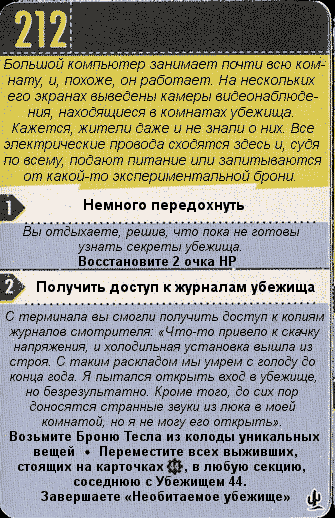 212
Большой компьютер занимает почти всю ком-
нату, и, похоже, он работает. На нескольких
его экранах выведены камеры видеонаблюде-
ния, находящиеся в комнатах убежища.
Кажется, жители даже и не знали о них. Все
электрические провода сходятся здесь и, судя
по всему, подают питание или запитываются
от какой-то экспериментальной брони.
1 Немного передохнуть
Вы отдыхаете, решив, что пока не готовы
узнать секреты убежища.
Восстановите 2 очка HP
2 Получить доступ к журналам убежища
С терминала вы смогли получить доступ к копиям
журналов смотрителя: «Что-то привело к скачку
напряжения, и холодильная установка вышла из
строя. С таким раскладом мы умрем с голоду до
конца года. Я пытался открыть вход в убежище,
но безрезультатно. Кроме того, до сих пор
доносятся странные звуки из люка в моей
комнатой, но я не могу его открыть».
Возьмите Броню Тесла из колоды уникальных
вещей • Переместите всех выживших,
стоящих на карточках 44, в любую секцию,
соседнюю с Убежищем 44.
Завершаете «Необитаемое убежище»